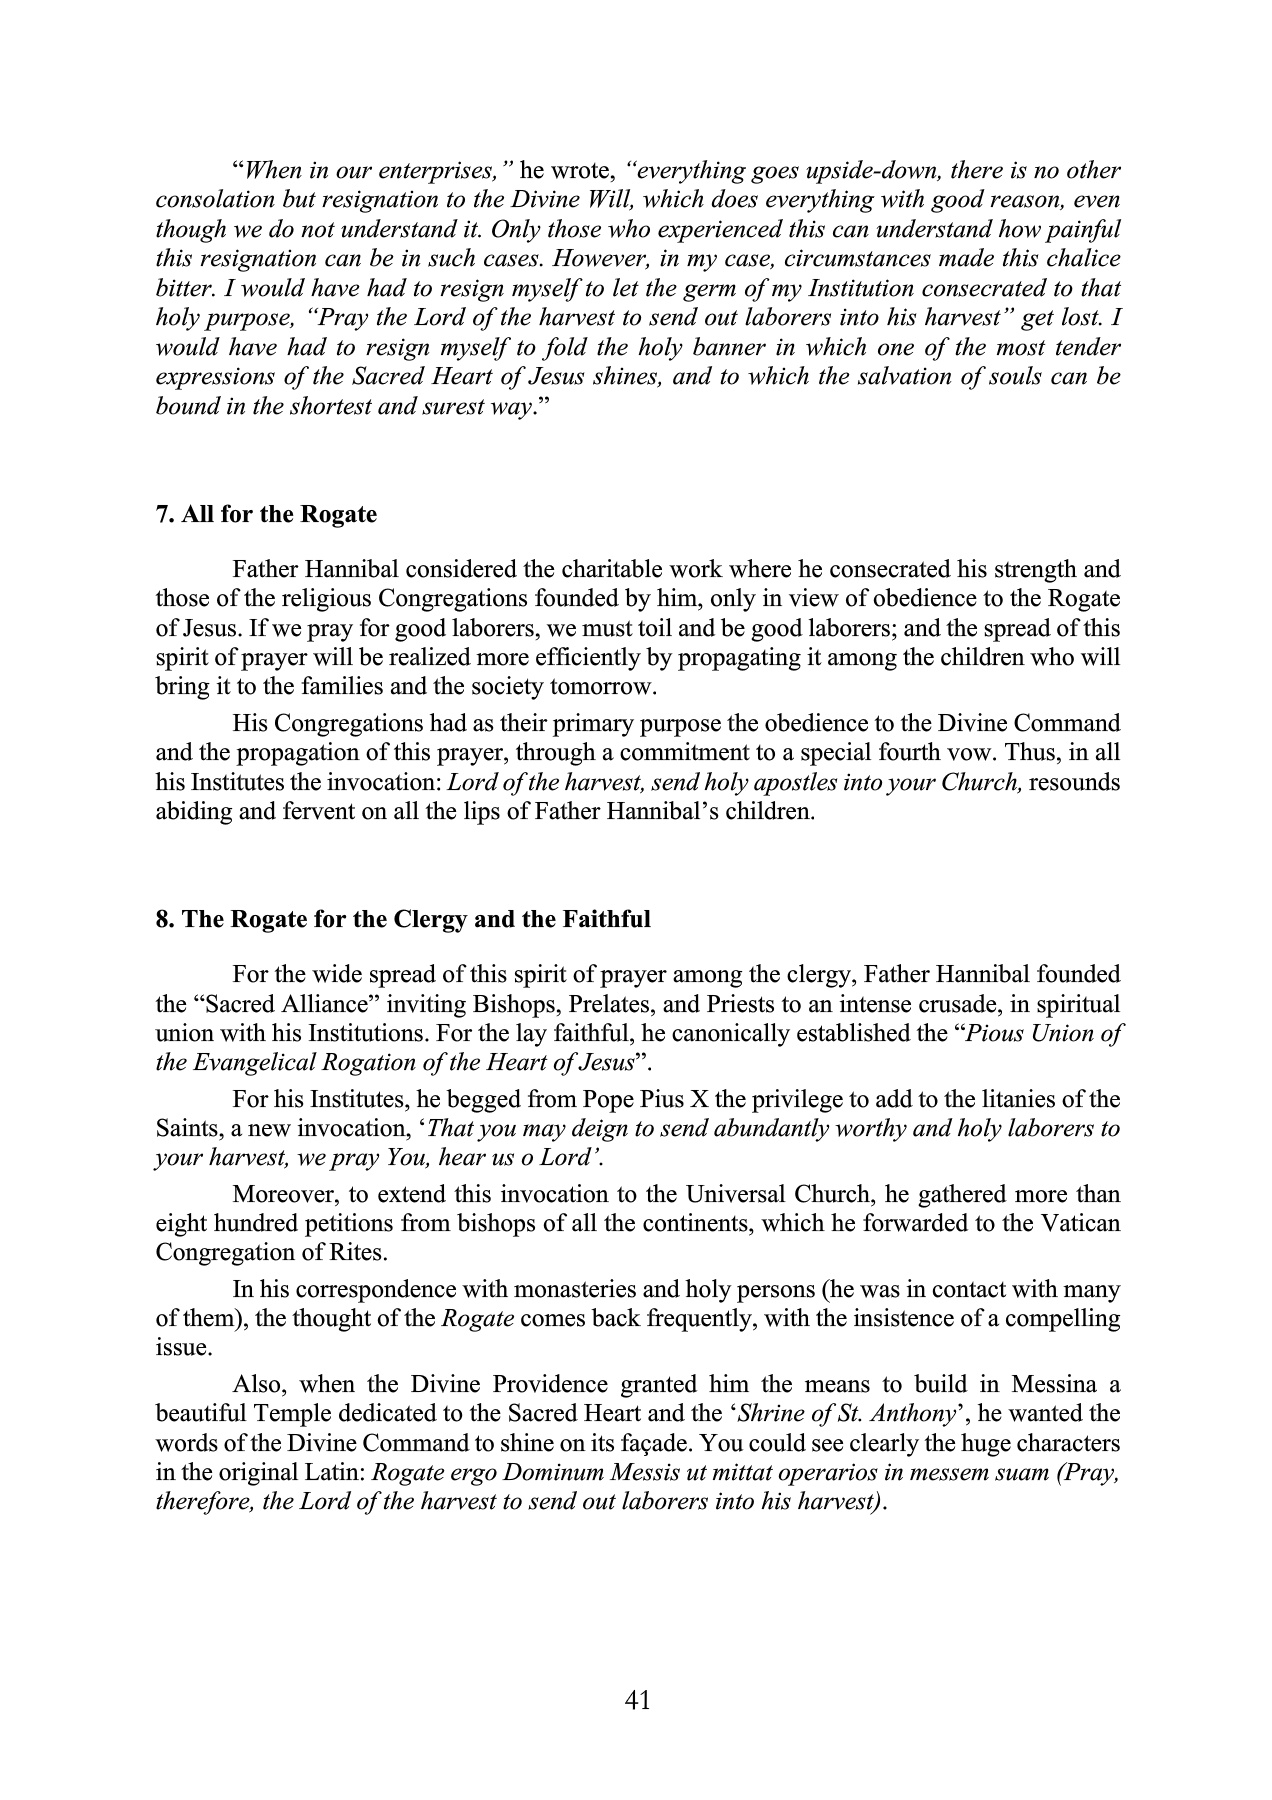 “When in our enterprises,” he wrote, “everything goes upside-down, there is no other
consolation but resignation to the Divine Will, which does everything with good reason, even
though we do not understand it. Only those who experienced this can understand how painful
this resignation can be in such cases. However, in my case, circumstances made this chalice
bitter. I would have had to resign myself to let the germ of my Institution consecrated to that
holy purpose, “Pray the Lord of the harvest to send out laborers into his harvest” get lost. I
would have had to resign myself to fold the holy banner in which one of the most tender
expressions of the Sacred Heart of Jesus shines, and to which the salvation of souls can be
bound in the shortest and surest way.”
7. All for the Rogate
Father Hannibal considered the charitable work where he consecrated his strength and
those of the religious Congregations founded by him, only in view of obedience to the Rogate
of Jesus. If we pray for good laborers, we must toil and be good laborers; and the spread of this
spirit of prayer will be realized more efficiently by propagating it among the children who will
bring it to the families and the society tomorrow.
His Congregations had as their primary purpose the obedience to the Divine Command
and the propagation of this prayer, through a commitment to a special fourth vow. Thus, in all
his Institutes the invocation: Lord of the harvest, send holy apostles into your Church, resounds
abiding and fervent on all the lips of Father Hannibal’s children.
8. The Rogate for the Clergy and the Faithful
For the wide spread of this spirit of prayer among the clergy, Father Hannibal founded
the “Sacred Alliance” inviting Bishops, Prelates, and Priests to an intense crusade, in spiritual
union with his Institutions. For the lay faithful, he canonically established the “Pious Union of
the Evangelical Rogation of the Heart of Jesus”.
For his Institutes, he begged from Pope Pius X the privilege to add to the litanies of the
Saints, a new invocation, ‘That you may deign to send abundantly worthy and holy laborers to
your harvest, we pray You, hear us o Lord’.
Moreover, to extend this invocation to the Universal Church, he gathered more than
eight hundred petitions from bishops of all the continents, which he forwarded to the Vatican
Congregation of Rites.
In his correspondence with monasteries and holy persons (he was in contact with many
of them), the thought of the Rogate comes back frequently, with the insistence of a compelling
issue.
Also, when the Divine Providence granted him the means to build in Messina a
beautiful Temple dedicated to the Sacred Heart and the ‘Shrine of St. Anthony’, he wanted the
words of the Divine Command to shine on its façade. You could see clearly the huge characters
in the original Latin: Rogate ergo Dominum Messis ut mittat operarios in messem suam (Pray,
therefore, the Lord of the harvest to send out laborers into his harvest).
41